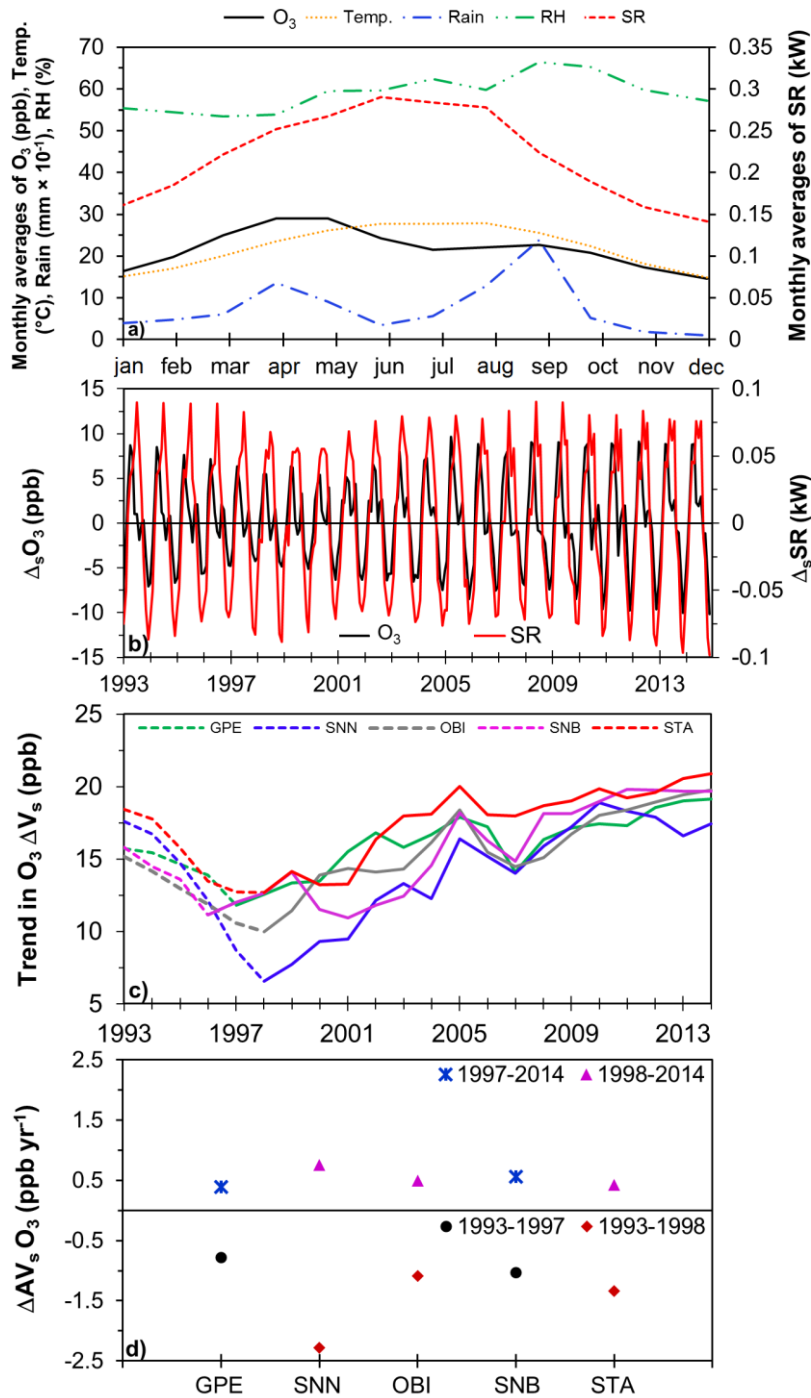 O₃ Temp. Rain RH SR
Monthly averages of O₃ (ppb), Temp.
(°C), Rain (mm × 10⁻¹), RH (%)
70
60
50
40
30
20
10
0
0.35
0.3
0.25
0.2
0.15
0.1
0.05
0
Monthly averages of SR (kW)
a)
jan feb mar apr may jun jul aug sep oct nov dec
ΔₛO₃ (ppb)
15
10
5
0
-5
-10
-15
0.1
0.05
0
-0.05
-0.1
ΔₛSR (kW)
b)
O₃ SR
1993 1997 2001 2005 2009 2013
Trend in O₃ ΔVₛ (ppb)
25
20
15
10
5
GPE SNN OBI SNB STA
c)
1993 1997 2001 2005 2009 2013
ΔAVₛ O₃ (ppb yr⁻¹)
2.5
1.5
0.5
-0.5
-1.5
-2.5
1997-2014 1998-2014
1993-1997 1993-1998
d)
GPE SNN OBI SNB STA